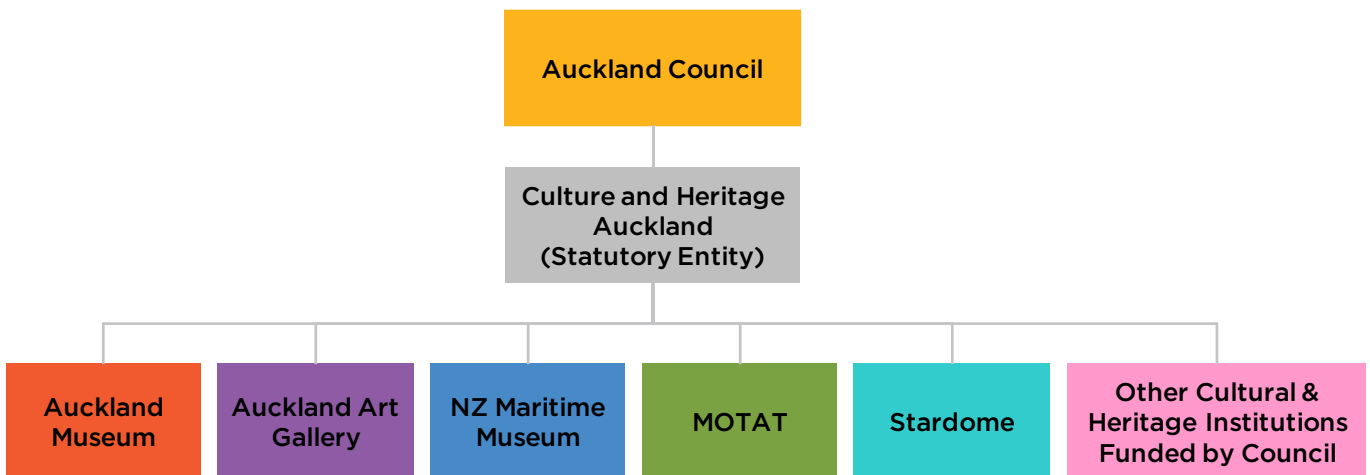 Auckland Council
Culture and Heritage
Auckland
(Statutory Entity)
Auckland
Museum
Auckland Art
Gallery
NZ Maritime
Museum
MOTAT
Stardome
Other Cultural &
Heritage Institutions
Funded by Council